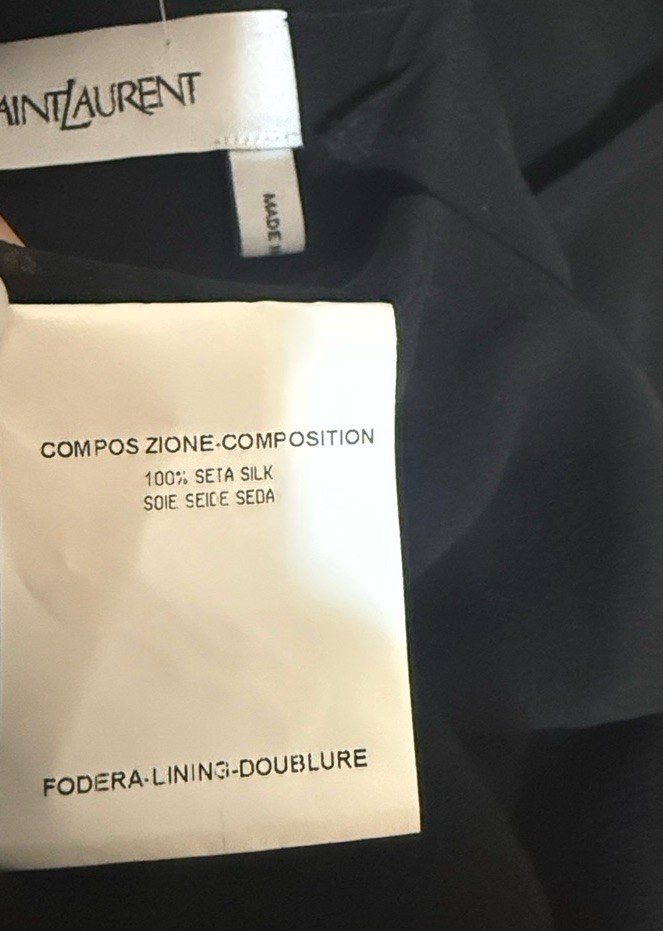 AINTLAURENT
MADE
COMPOS ZIONE-COMPOSITION
100% SETA SILK
SOIE SEIDE SEDA
FODERA-LINING-DOUBLURE